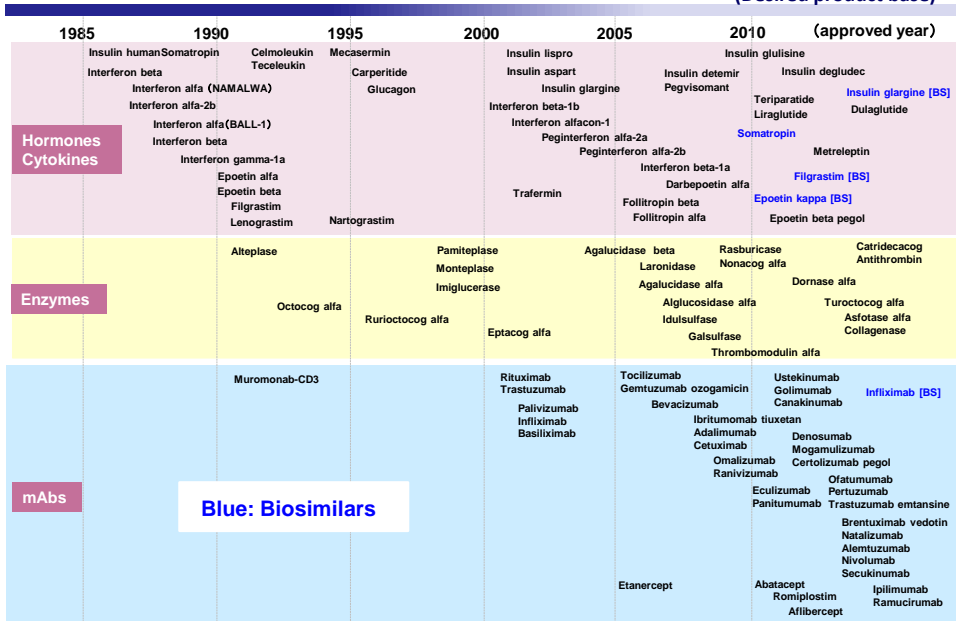 (Desired product base)
1985 1990 1995 2000 2005 2010 (approved year)
Hormones
Cytokines
Insulin human Somatropin Celmoleukin Mecasermin Insulin lispro Insulin glulisine
Teceleukin
Interferon beta Carperitide Insulin aspart Insulin detemir Insulin degludec
Interferon alfa (NAMALWA) Glucagon Insulin glargine Pegvisomant Insulin glargine [BS]
Interferon alfa-2b Interferon beta-1b Teriparatide Dulaglutide
Liraglutide
Interferon alfa(BALL-1) Interferon alfacon-1
Interferon beta Peginterferon alfa-2a Somatropin
Interferon gamma-1a Peginterferon alfa-2b Metreleptin
Epoetin alfa Interferon beta-1a Filgrastim [BS]
Epoetin beta Trafermin Darbepoetin alfa
Filgrastim Follitropin beta Epoetin kappa [BS]
Lenograstim Nartograstim Follitropin alfa Epoetin beta pegol
Enzymes
Alteplase Pamiteplase Agalucidase beta Rasburicase Catridecacog
Monteplase Laronidase Nonacog alfa Antithrombin
Imiglucerase Agalucidase alfa Dornase alfa
Octocog alfa Alglucosidase alfa Turoctocog alfa
Rurioctocog alfa Idulsulfase Asfotase alfa
Eptacog alfa Galsulfase Collagenase
Thrombomodulin alfa
mAbs
Muromonab-CD3 Rituximab Tocilizumab Ustekinumab
Trastuzumab Gemtuzumab ozogamicin Golimumab Infliximab [BS]
Palivizumab Bevacizumab Canakinumab
Infliximab Ibritumomab tiuxetan
Basiliximab Adalimumab Denosumab
Cetuximab Mogamulizumab
Omalizumab Certolizumab pegol
Ranivizumab
Ofatumumab
Eculizumab Pertuzumab
Panitumumab Trastuzumab emtansine
Blue: Biosimilars
Brentuximab vedotin
Natalizumab
Alemtuzumab
Nivolumab
Secukinumab
Etanercept Abatacept Ipilimumab
Romiplostim Ramucirumab
Aflibercept